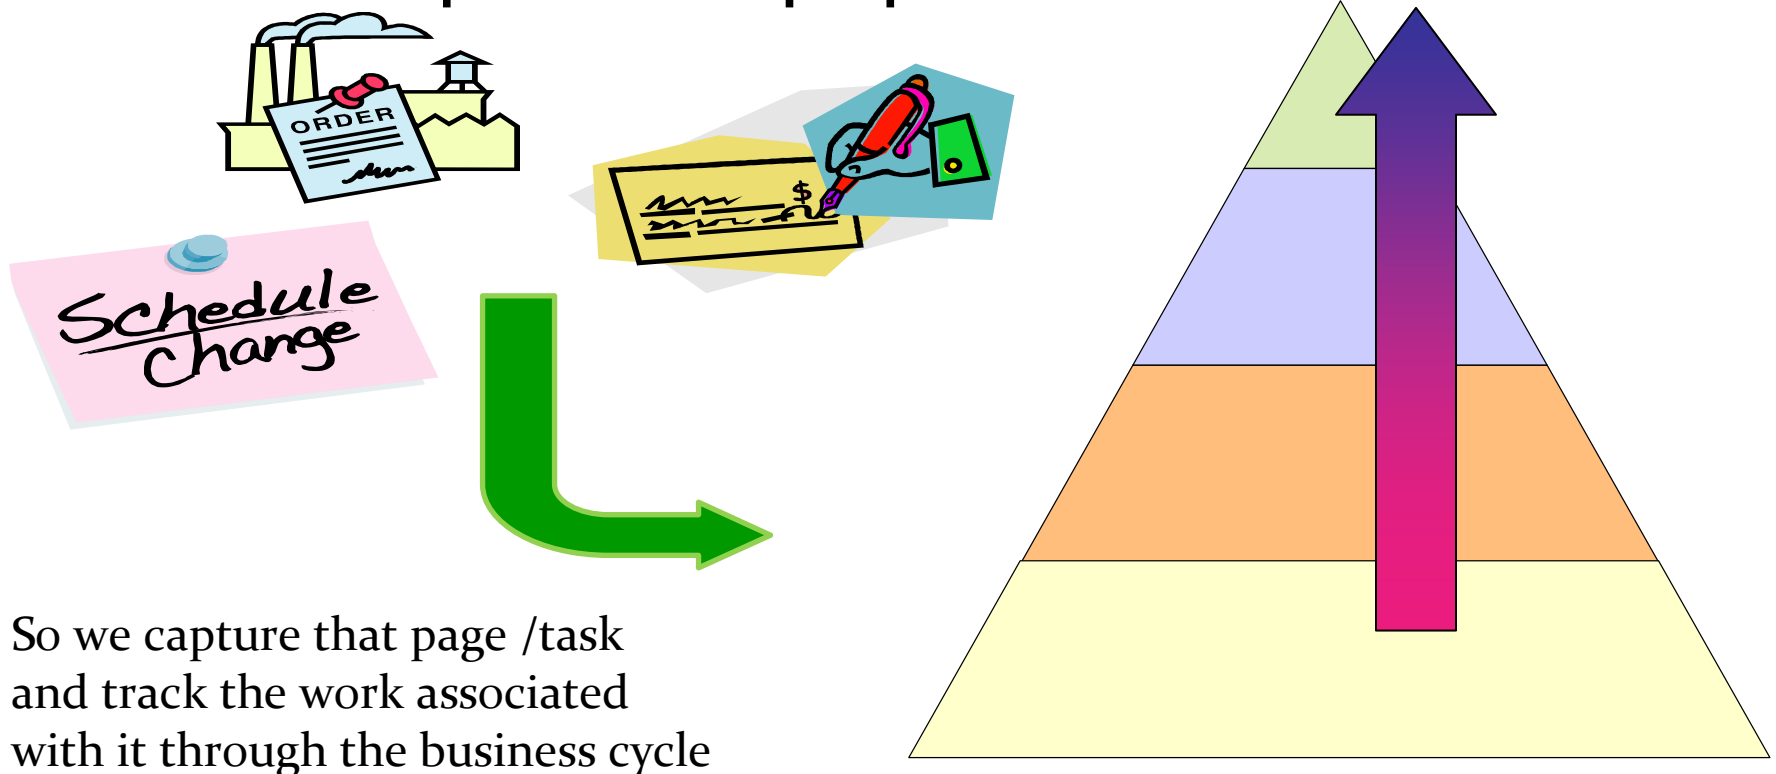 ORDER
$
Schedule
Change
So we capture that page /task
and track the work associated
with it through the business cycle